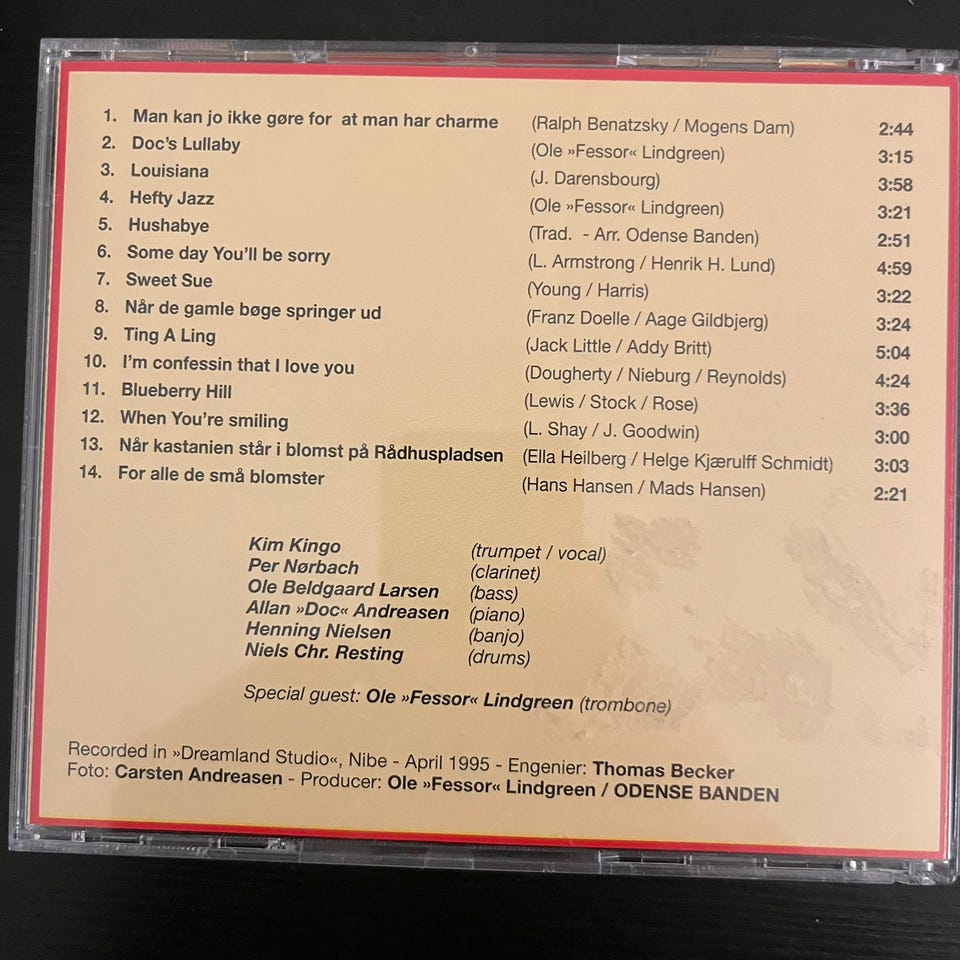 1. Man kan jo ikke gøre for at man har charme (Ralph Benatzsky / Mogens Dam) 2:44
2. Doc's Lullaby (Ole »Fessor« Lindgreen) 3:15
3. Louisiana (J. Darensbourg) 3:58
4. Hefty Jazz (Ole »Fessor« Lindgreen) 3:21
5. Hushabye (Trad. - Arr. Odense Banden) 2:51
6. Some day You'll be sorry (L. Armstrong / Henrik H. Lund) 4:59
7. Sweet Sue (Young / Harris) 3:22
8. Når de gamle bøge springer ud (Franz Doelle / Aage Gildbjerg) 3:24
9. Ting A Ling (Jack Little / Addy Britt) 5:04
10. I'm confessin that I love you (Dougherty / Nieburg / Reynolds) 4:24
11. Blueberry Hill (Lewis / Stock / Rose) 3:36
12. When You're smiling (L. Shay / J. Goodwin) 3:00
13. Når kastanien står i blomst på Rådhuspladsen (Ella Heilberg / Helge Kjærulff Schmidt) 3:03
14. For alle de små blomster (Hans Hansen / Mads Hansen) 2:21
Kim Kingo (trumpet / vocal)
Per Nørbach (clarinet)
Ole Beldgaard Larsen (bass)
Allan »Doc« Andreasen (piano)
Henning Nielsen (banjo)
Niels Chr. Resting (drums)
Special guest: Ole »Fessor« Lindgreen (trombone)
Recorded in »Dreamland Studio«, Nibe - April 1995 - Engenier: Thomas Becker
Foto: Carsten Andreasen - Producer: Ole »Fessor« Lindgreen / ODENSE BANDEN